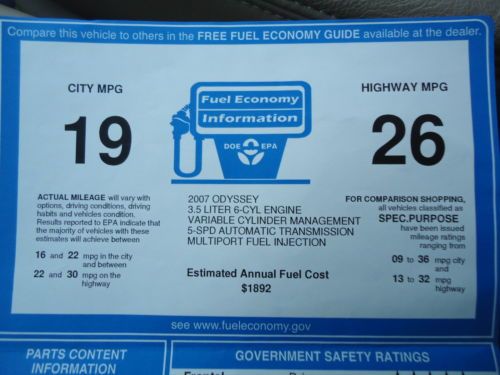 Compare this vehicle to others in the FREE FUEL ECONOMY GUIDE available at the dealer.
CITY MPG
19
Fuel Economy
Information
DOE EPA
HIGHWAY MPG
26
ACTUAL MILEAGE will vary with
options, driving conditions, driving
habits and vehicles condition.
Results reported to EPA indicate that
the majority of vehicles with these
estimates will achieve between
16 and 22 mpg in the city
and between
22 and 30 mpg on the
highway
2007 ODYSSEY
3.5 LITER 6-CYL ENGINE
VARIABLE CYLINDER MANAGEMENT
5-SPD AUTOMATIC TRANSMISSION
MULTIPORT FUEL INJECTION
Estimated Annual Fuel Cost
$1892
FOR COMPARISON SHOPPING,
all vehicles classified as
SPEC.PURPOSE
have been issued
mileage ratings
ranging from
09 to 36 mpg city
and
13 to 32 mpg
highway
see www.fueleconomy.gov
PARTS CONTENT
INFORMATION
GOVERNMENT SAFETY RATINGS
Frontal